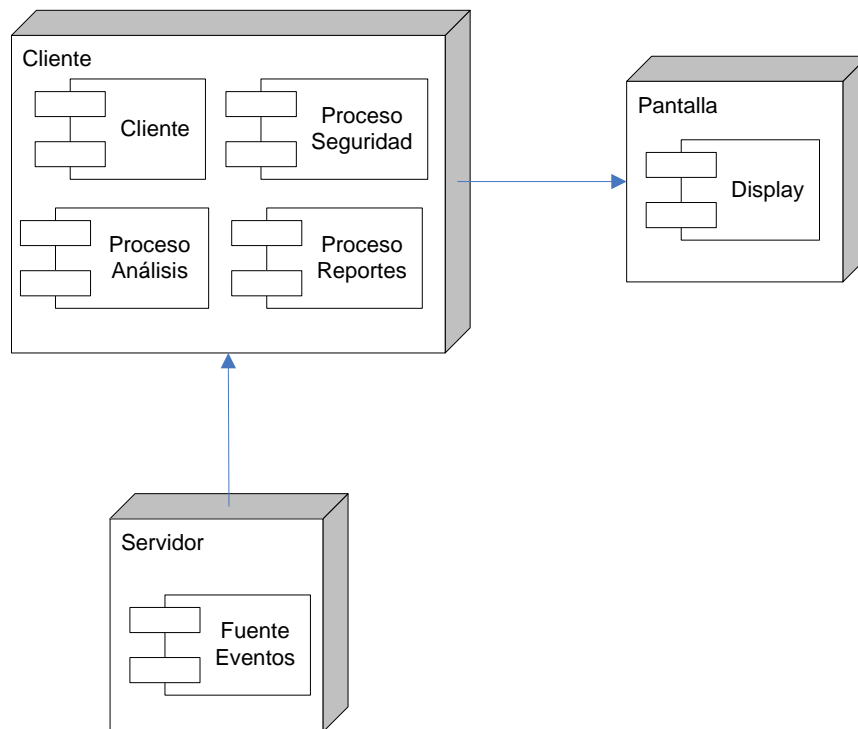 Cliente
Cliente
Proceso
Seguridad
Proceso
Análisis
Proceso
Reportes
Pantalla
Display
Servidor
Fuente
Eventos